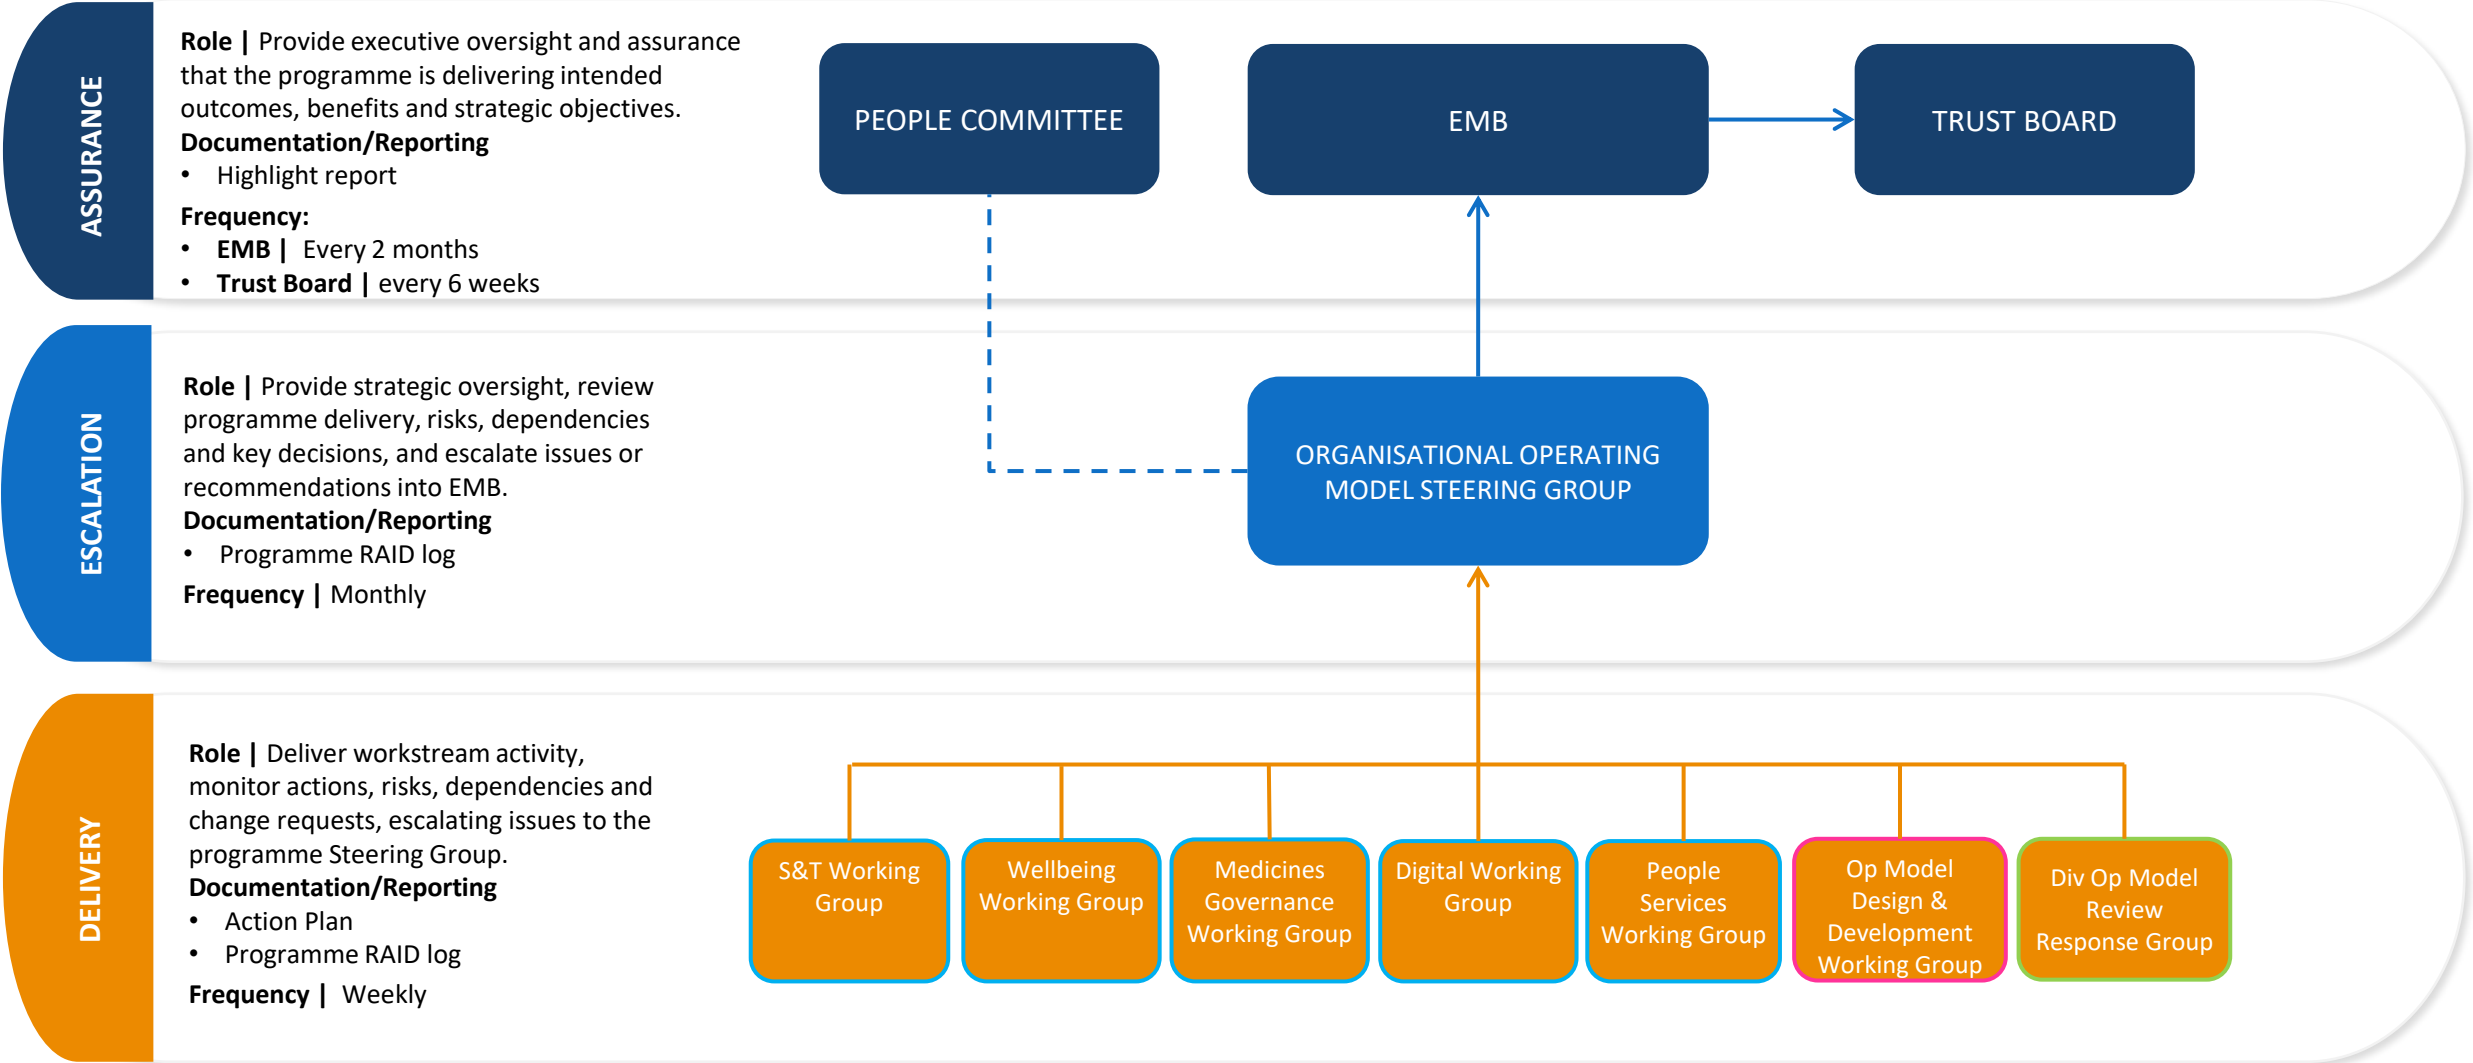 ASSURANCE
Role | Provide executive oversight and assurance
that the programme is delivering intended
outcomes, benefits and strategic objectives.
Documentation/Reporting
• Highlight report
Frequency:
• EMB | Every 2 months
• Trust Board | every 6 weeks
PEOPLE COMMITTEE
EMB
TRUST BOARD
ESCALATION
Role | Provide strategic oversight, review
programme delivery, risks, dependencies
and key decisions, and escalate issues or
recommendations into EMB.
Documentation/Reporting
• Programme RAID log
Frequency | Monthly
ORGANISATIONAL OPERATING
MODEL STEERING GROUP
DELIVERY
Role | Deliver workstream activity,
monitor actions, risks, dependencies and
change requests, escalating issues to the
programme Steering Group.
Documentation/Reporting
• Action Plan
• Programme RAID log
Frequency | Weekly
S&T Working
Group
Wellbeing
Working Group
Medicines
Governance
Working Group
Digital Working
Group
People
Services
Working Group
Op Model
Design &
Development
Working Group
Div Op Model
Review
Response Group